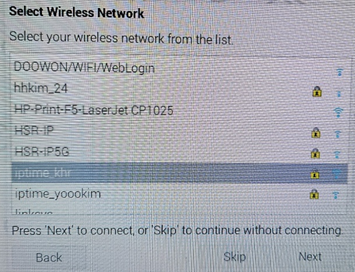 Select Wireless Network
Select your wireless network from the list.
DOOWON/WIFI/WebLogin
hhkim_24
HP-Print-F5-LaserJet CP1025
HSR-IP
HSR-IP5G
iptime_khr
iptime_yoookim
Press 'Next' to connect, or 'Skip' to continue without connecting.
Back
Skip
Next